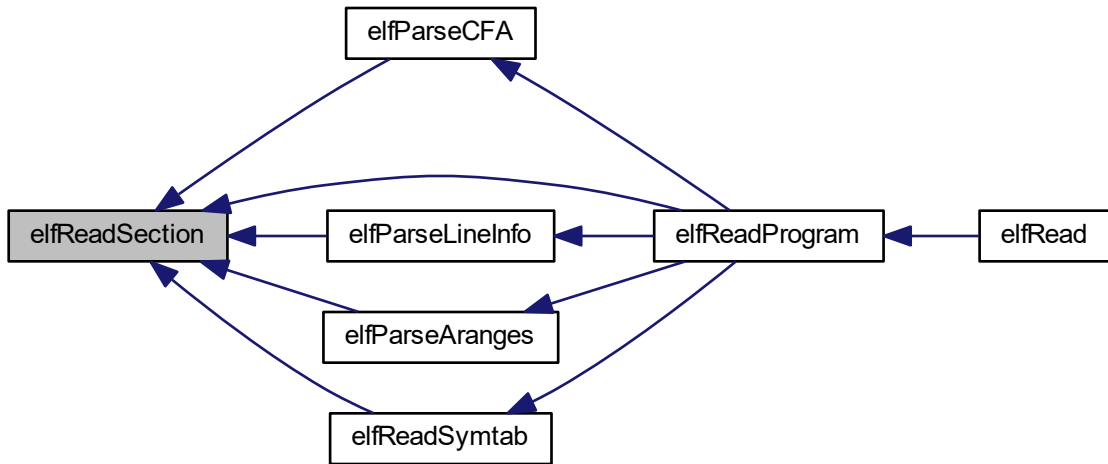 elfParseCFA
elfReadSection
elfParseLineInfo
elfReadProgram
elfRead
elfParseAranges
elfReadSymtab